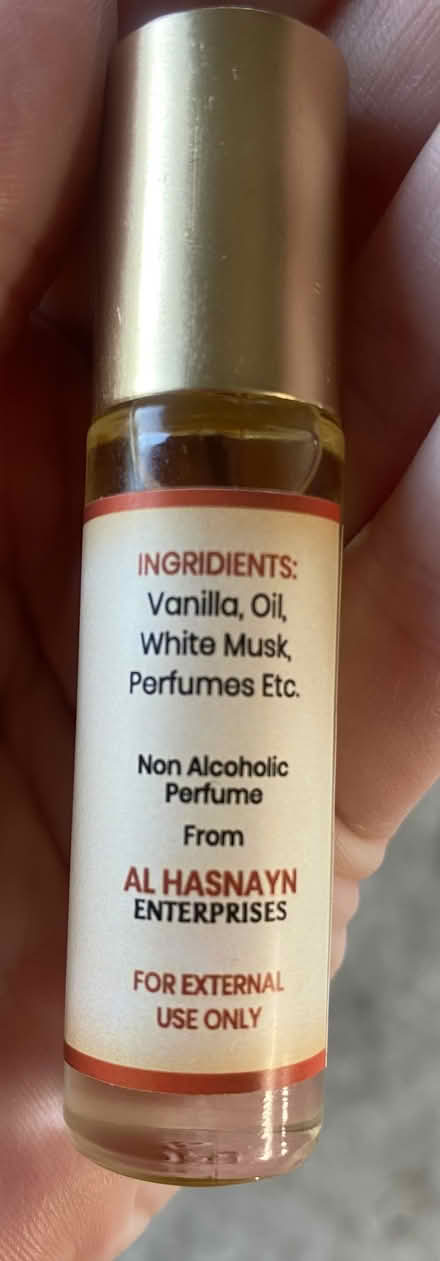 INGRIDIENTS:
Vanilla, Oil,
White Musk,
Perfumes Etc.
Non Alcoholic
Perfume
From
AL HASNAYN
ENTERPRISES
FOR EXTERNAL
USE ONLY